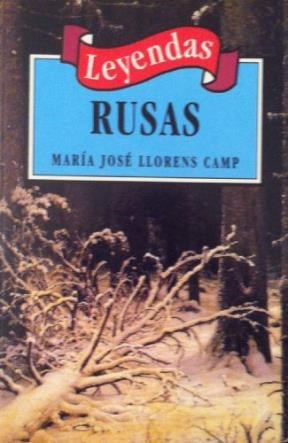 Leyendas
RUSAS
MARÍA JOSÉ LLORENS CAMP